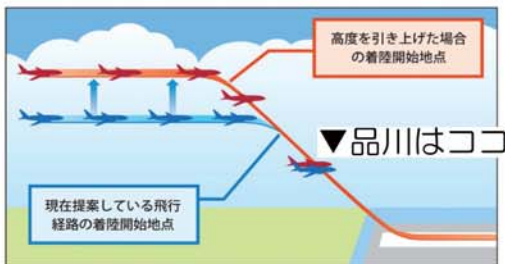 高度を引き上げた場合
の着陸開始地点
▼品川はココ
現在提案している飛行
経路の着陸開始地点